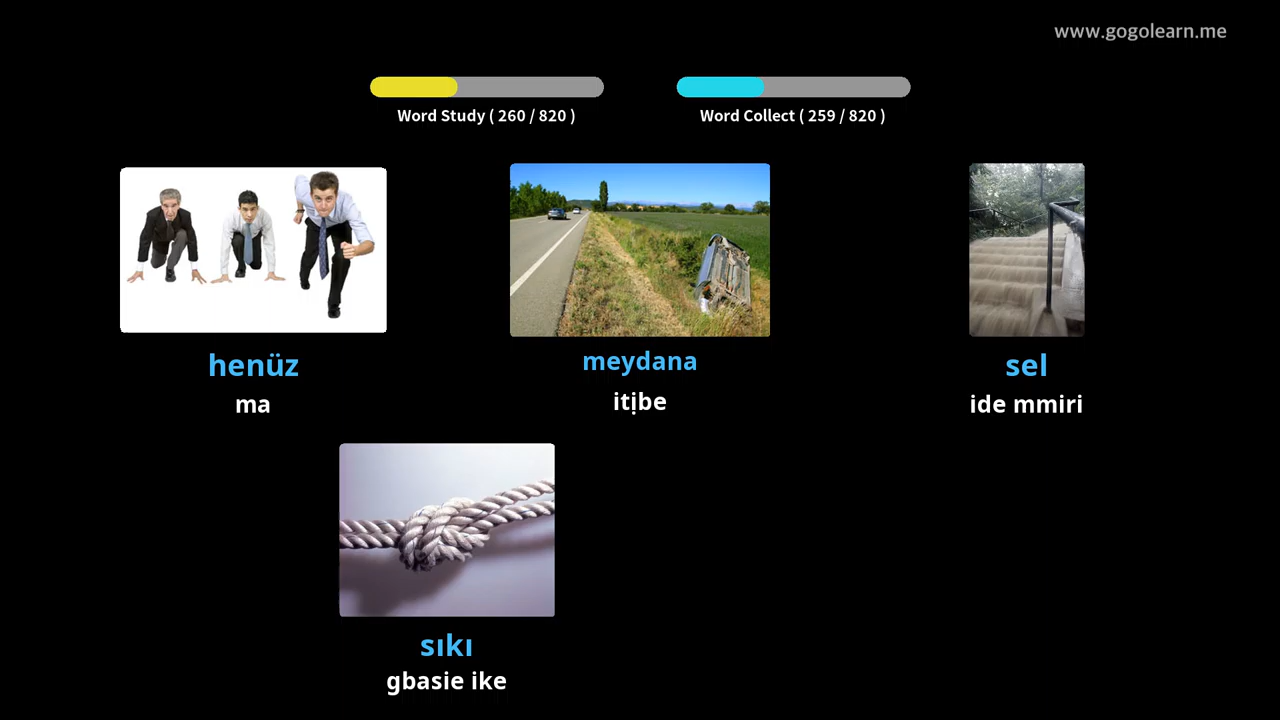 www.gogolearn.me
Word Study ( 260 / 820 )
Word Collect ( 259 / 820 )
henüz
ma
meydana
itịbe
sel
ide mmiri
sıkı
gbasie ike